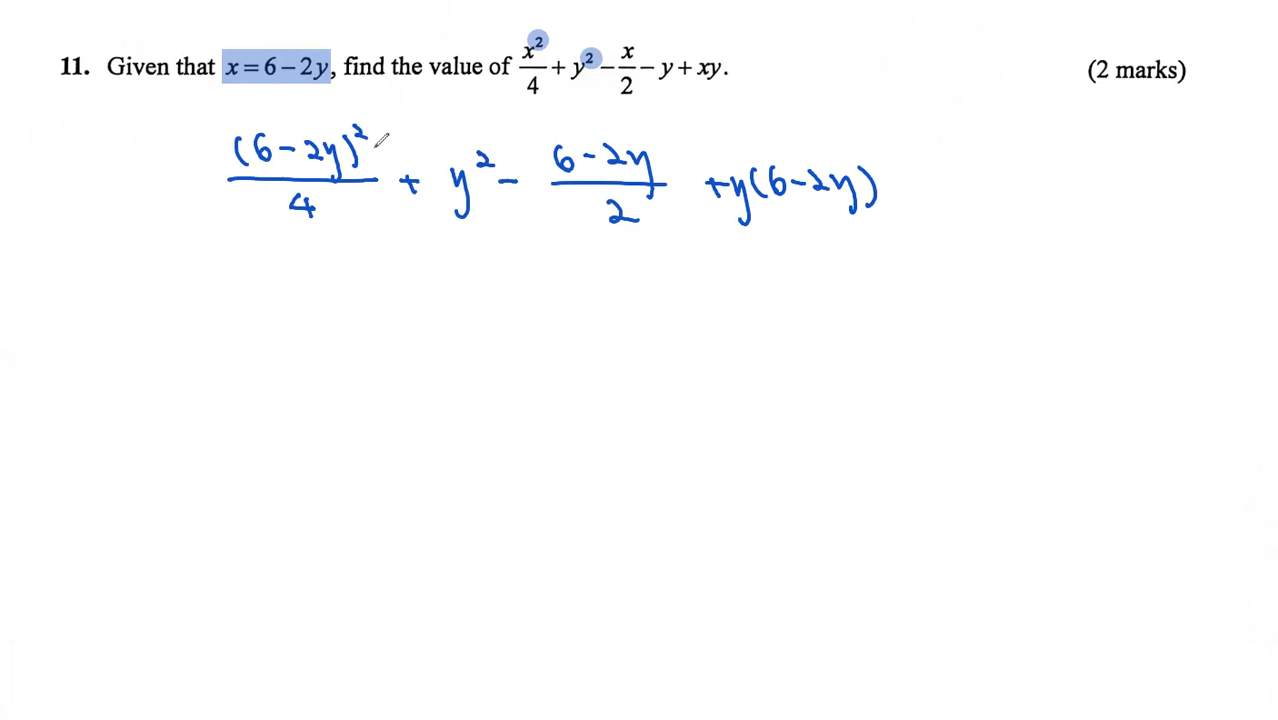 11. Given that x = 6 − 2y, find the value of x²/4 + y² − x/2 − y + xy. (2 marks)
(6 − 2y)²/4 + y² − (6 − 2y)/2 + y(6 − 2y)